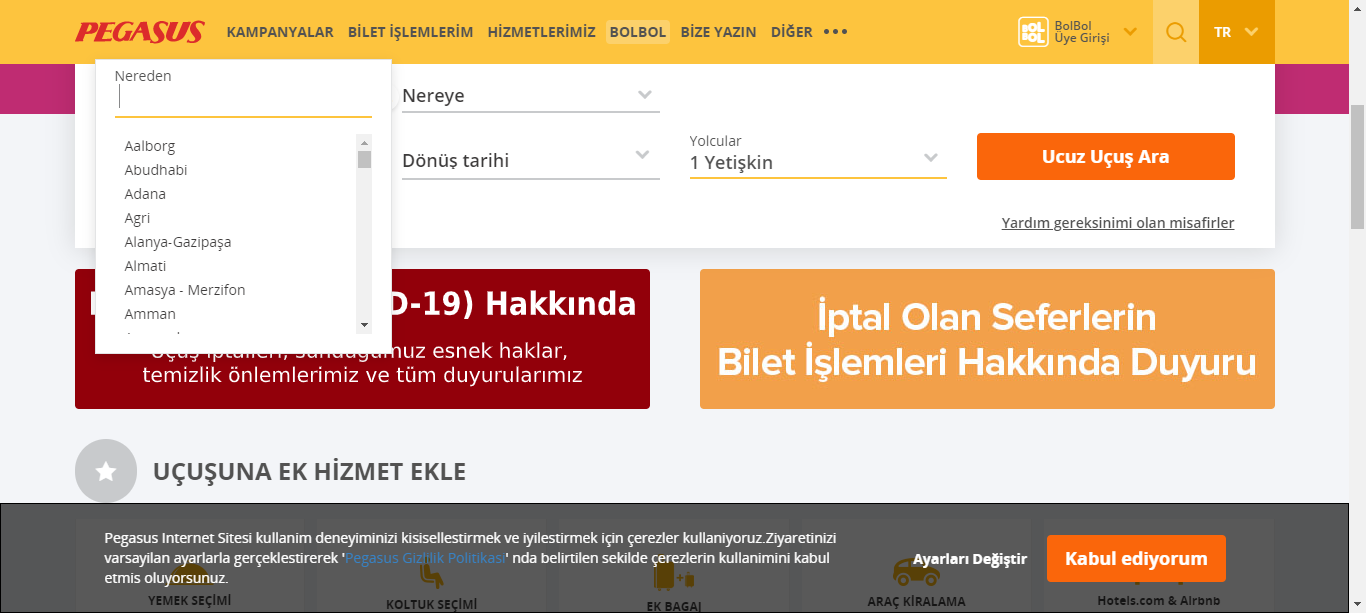 PEGASUS
KAMPANYALAR BİLET İŞLEMLERİM HİZMETLERİMİZ BOLBOL BİZE YAZIN DİĞER
BOL
BOL
BolBol
Üye Girişi
TR
Nereden
Aalborg
Abudhabi
Adana
Agri
Alanya-Gazipaşa
Almati
Amasya - Merzifon
Amman
Nereye
Dönüş tarihi
Yolcular
1 Yetişkin
Ucuz Uçuş Ara
Yardım gereksinimi olan misafirler
D-19) Hakkında
esnek haklar,
temizlik önlemlerimiz ve tüm duyurularımız
İptal Olan Seferlerin
Bilet İşlemleri Hakkında Duyuru
UÇUŞUNA EK HİZMET EKLE
Pegasus Internet Sitesi kullanim deneyiminizi kisisellestirmek ve iyilestirmek için çerezler kullaniyoruz.Ziyaretinizi
varsayilan ayarlarla gerçeklestirerek 'Pegasus Gizlilik Politikasi' nda belirtilen sekilde çerezlerin kullanimini kabul
etmis oluyorsunuz.
Ayarları Değiştir
Kabul ediyorum
YEMEK SEÇİMİ
KOLTUK SEÇİMİ
EK BAGAJ
ARAÇ KİRALAMA
Hotels.com & Airbnb